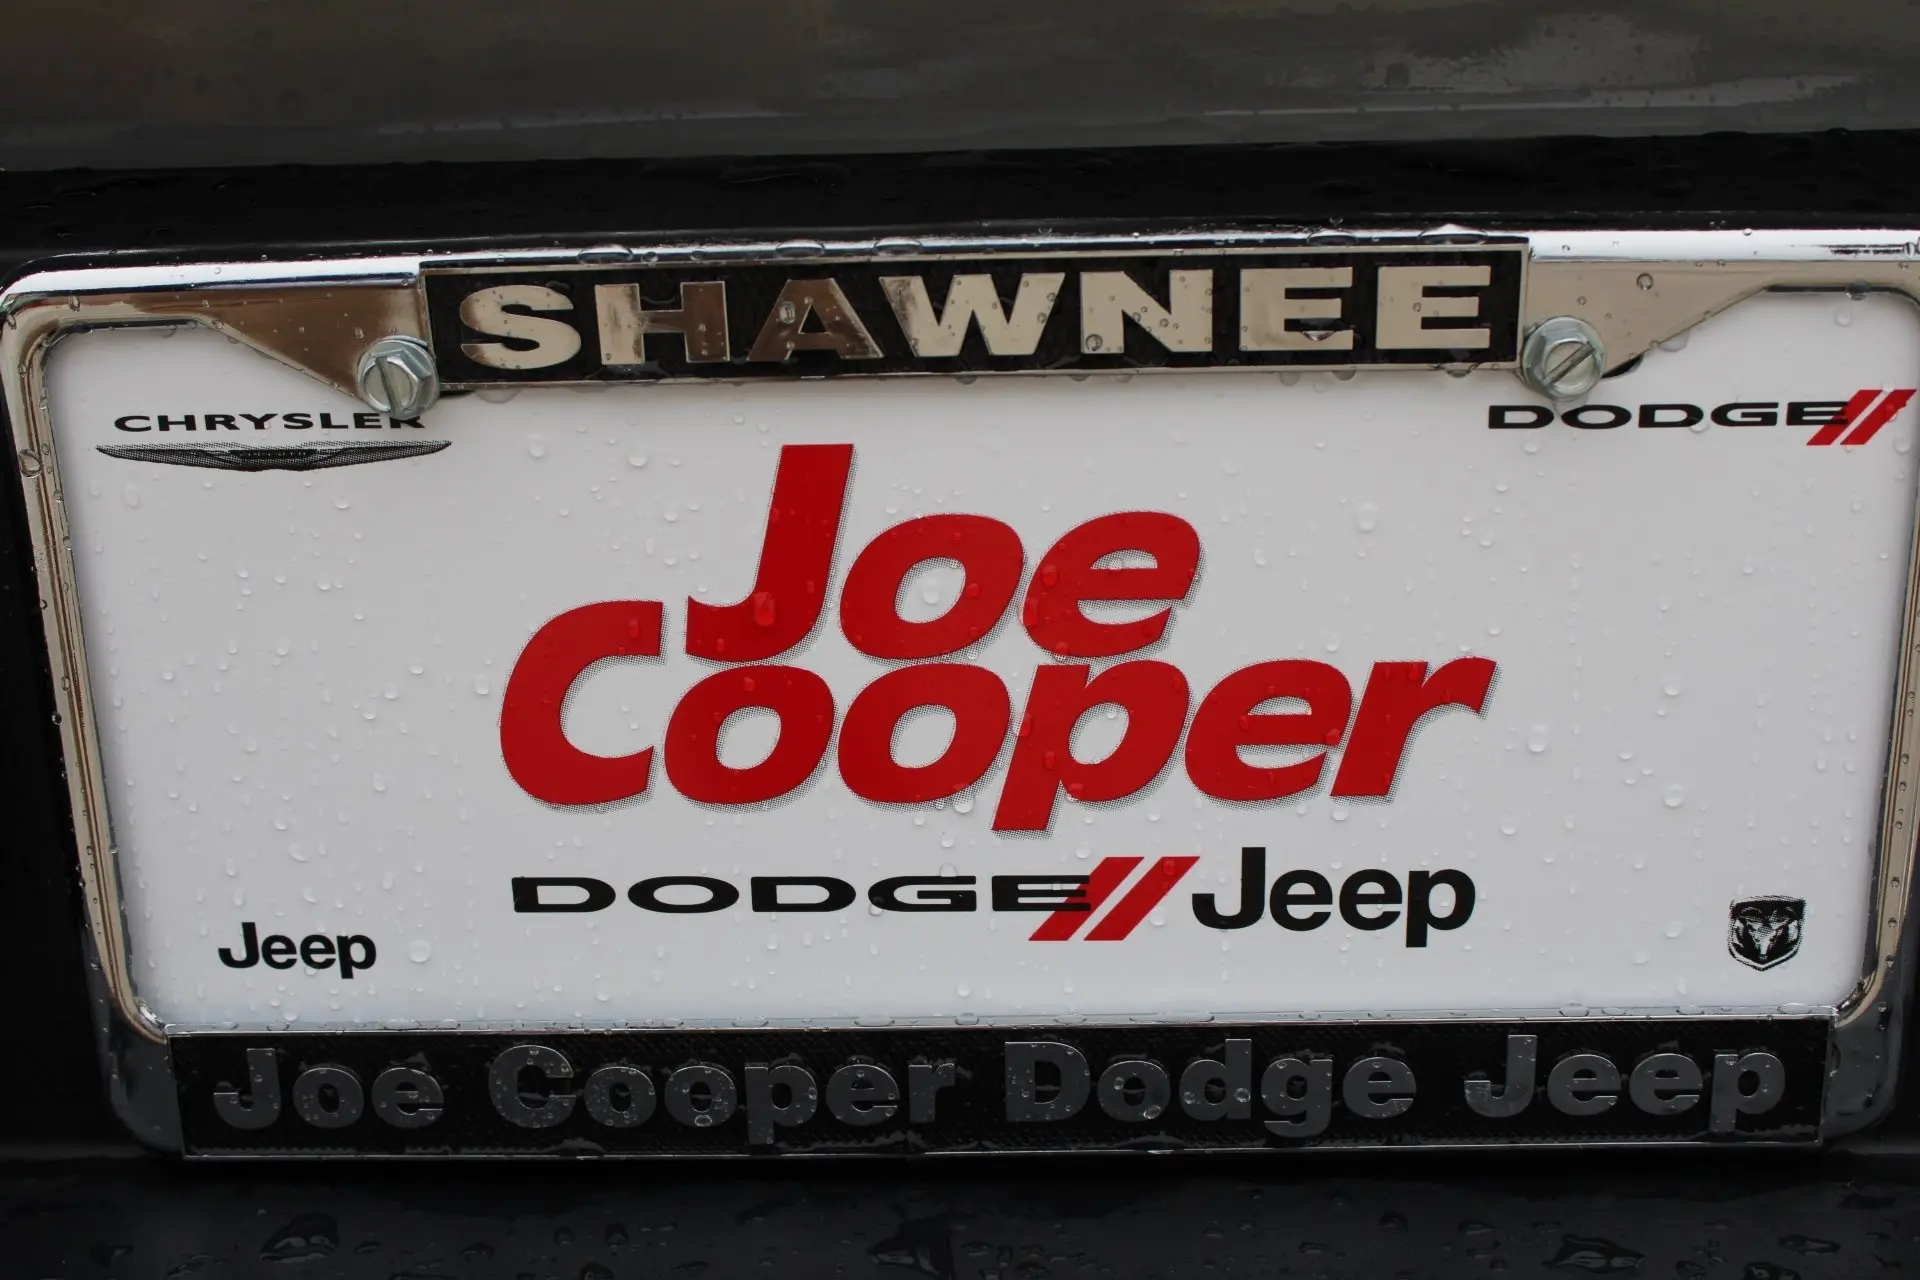 SHAWNEE
CHRYSLER
DODGE
Joe
Cooper
DODGE Jeep
Jeep
Joe Cooper Dodge Jeep